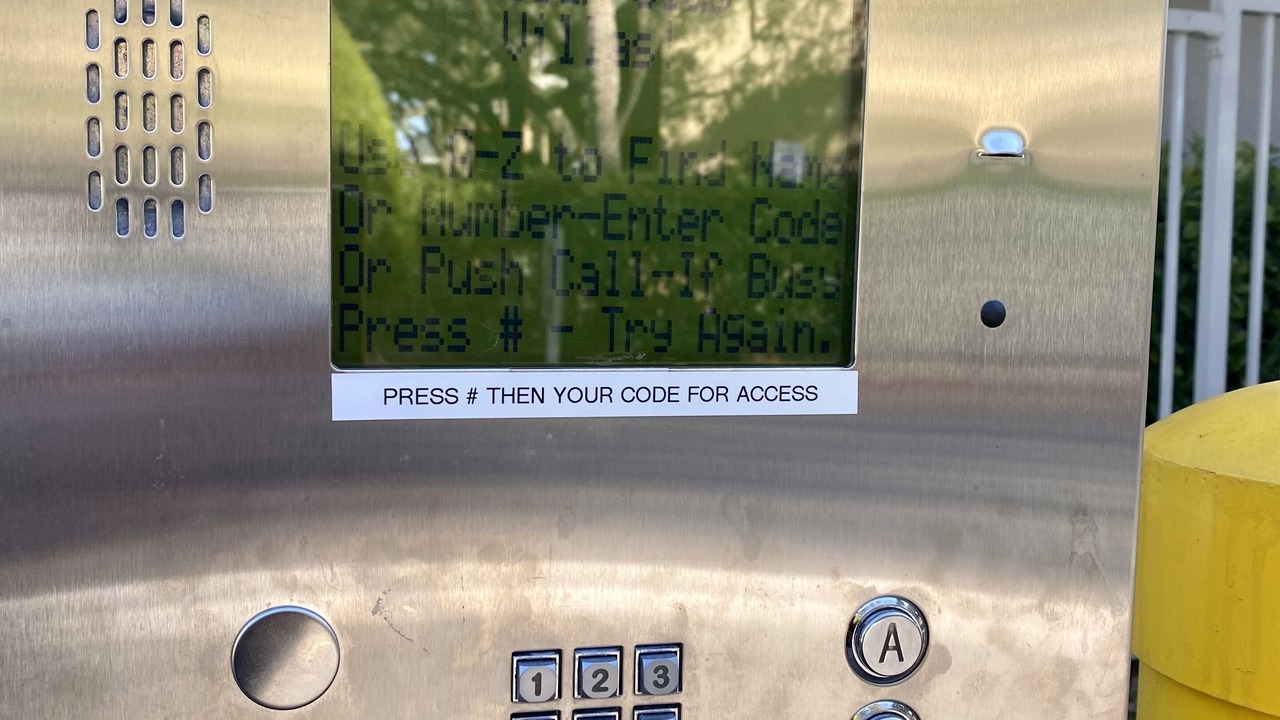 Villas
Use A-Z to Find Name
Or Number-Enter Code
Or Push Call-If Busy
Press # - Try Again.
PRESS # THEN YOUR CODE FOR ACCESS
1 2 3
A